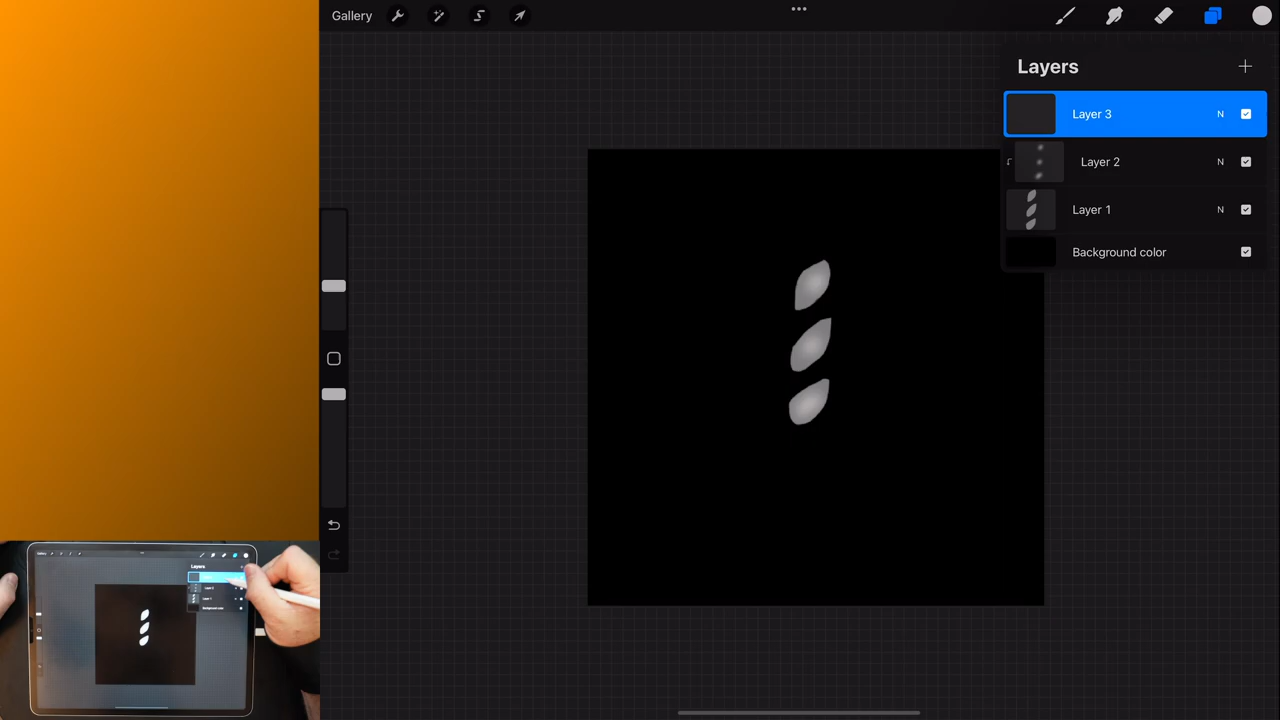 Gallery
Layers
Layer 3 N
Layer 2 N
Layer 1 N
Background color